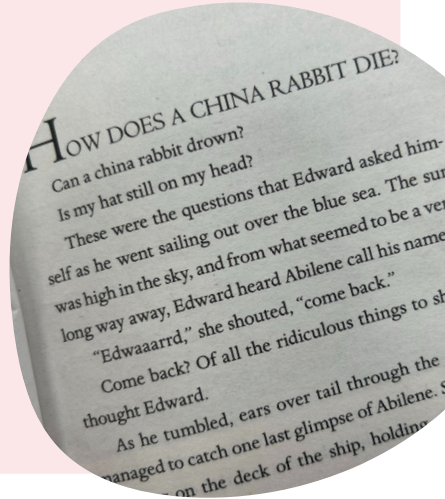 HOW DOES A CHINA RABBIT DIE?
Can a china rabbit drown?
Is my hat still on my head?
These were the questions that Edward asked him-
self as he went sailing out over the blue sea. The
was high in the sky, and from what seemed to be a
long way away, Edward heard Abilene call his name
“Edwaaarrd,” she shouted, “come back.”
Come back? Of all the ridiculous things to
thought Edward.
As he tumbled, ears over tail through the
managed to catch one last glimpse of Abilene.
on the deck of the ship, holding